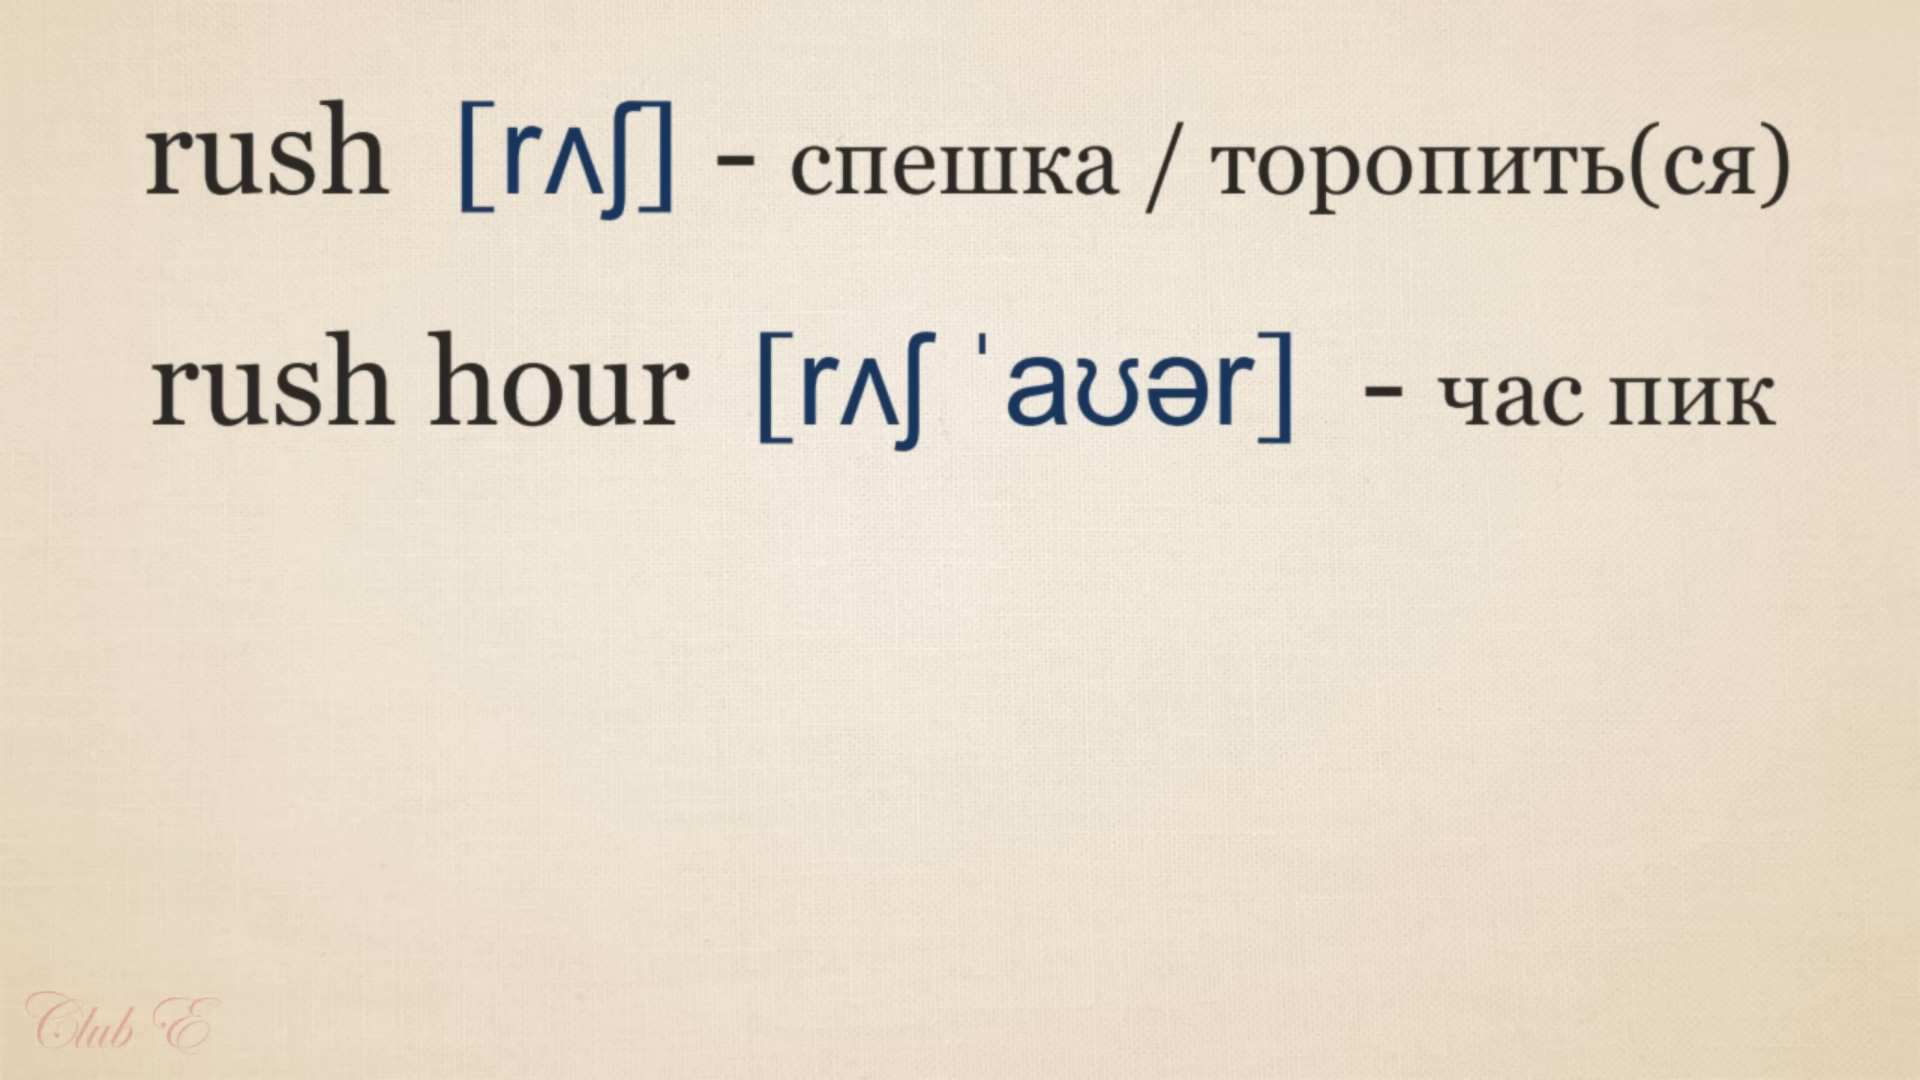 rush [rʌʃ] - спешка / торопить(ся)
rush hour [rʌʃ ˈaʊər] - час пик
Club E